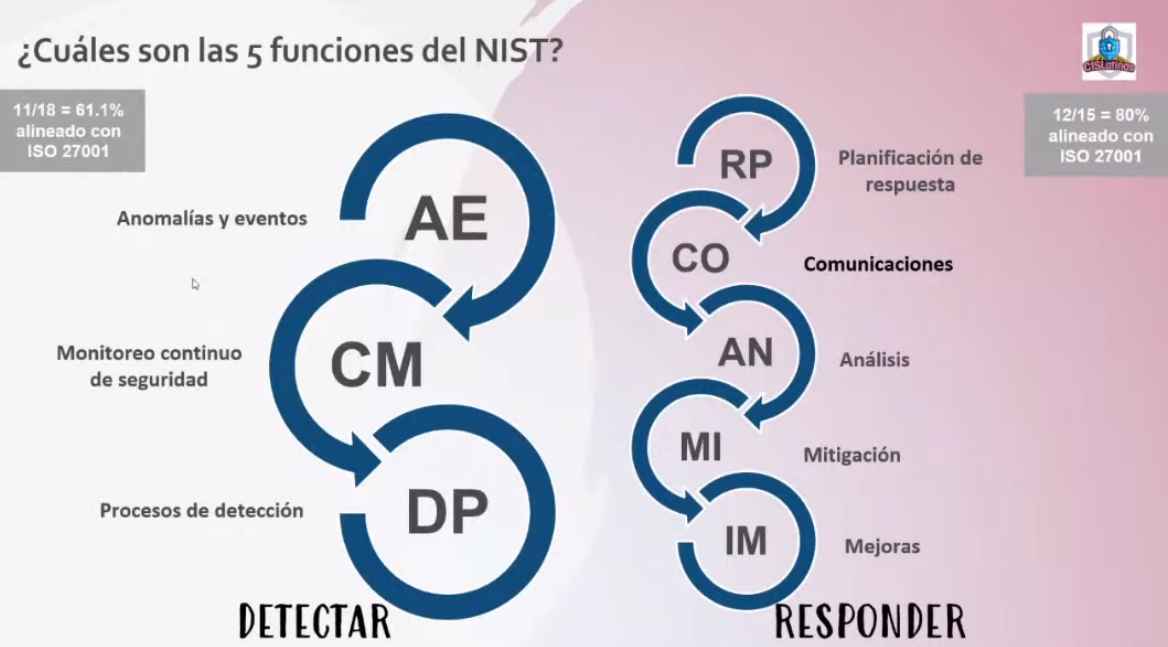 ¿Cuáles son las 5 funciones del NIST?
CISLatinos
11/18 = 61.1%
alineado con
ISO 27001
Anomalías y eventos
AE
Monitoreo continuo
de seguridad
CM
Procesos de detección
DP
DETECTAR
12/15 = 80%
alineado con
ISO 27001
RP
Planificación de
respuesta
CO
Comunicaciones
AN
Análisis
MI
Mitigación
IM
Mejoras
RESPONDER